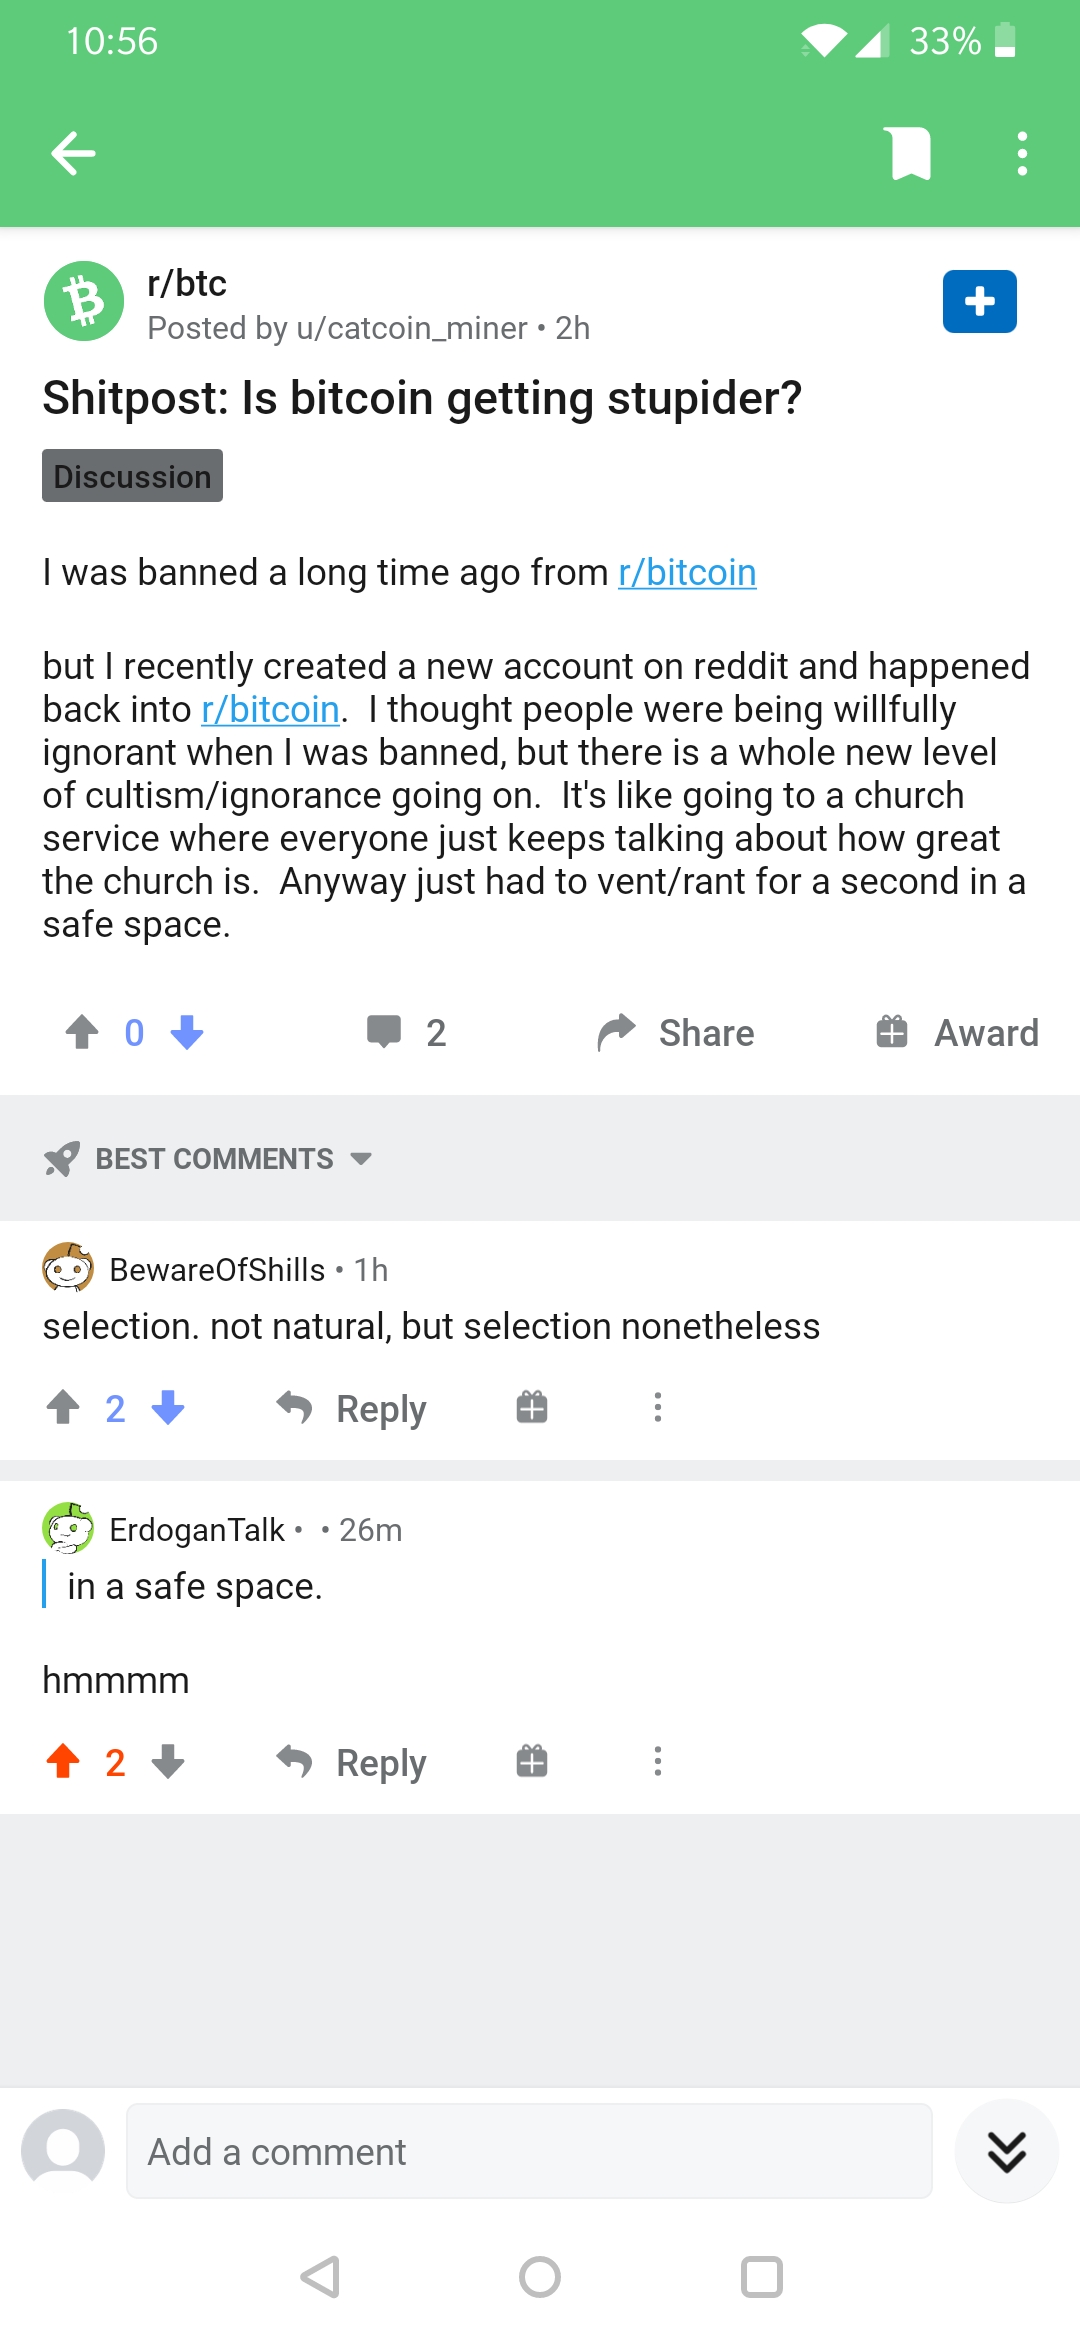 10:56
33%
r/btc
Posted by u/catcoin_miner • 2h
Shitpost: Is bitcoin getting stupider?
Discussion
I was banned a long time ago from r/bitcoin
but I recently created a new account on reddit and happened
back into r/bitcoin. I thought people were being willfully
ignorant when I was banned, but there is a whole new level
of cultism/ignorance going on. It's like going to a church
service where everyone just keeps talking about how great
the church is. Anyway just had to vent/rant for a second in a
safe space.
0 2 Share Award
BEST COMMENTS
BewareOfShills • 1h
selection. not natural, but selection nonetheless
2 Reply
ErdoganTalk • • 26m
in a safe space.
hmmmm
2 Reply
Add a comment